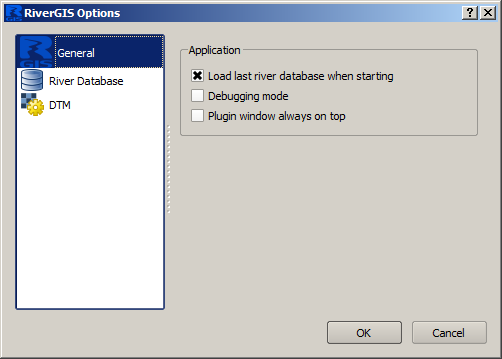 RiverGIS Options
General
River Database
DTM
Application
Load last river database when starting
Debugging mode
Plugin window always on top
OK
Cancel